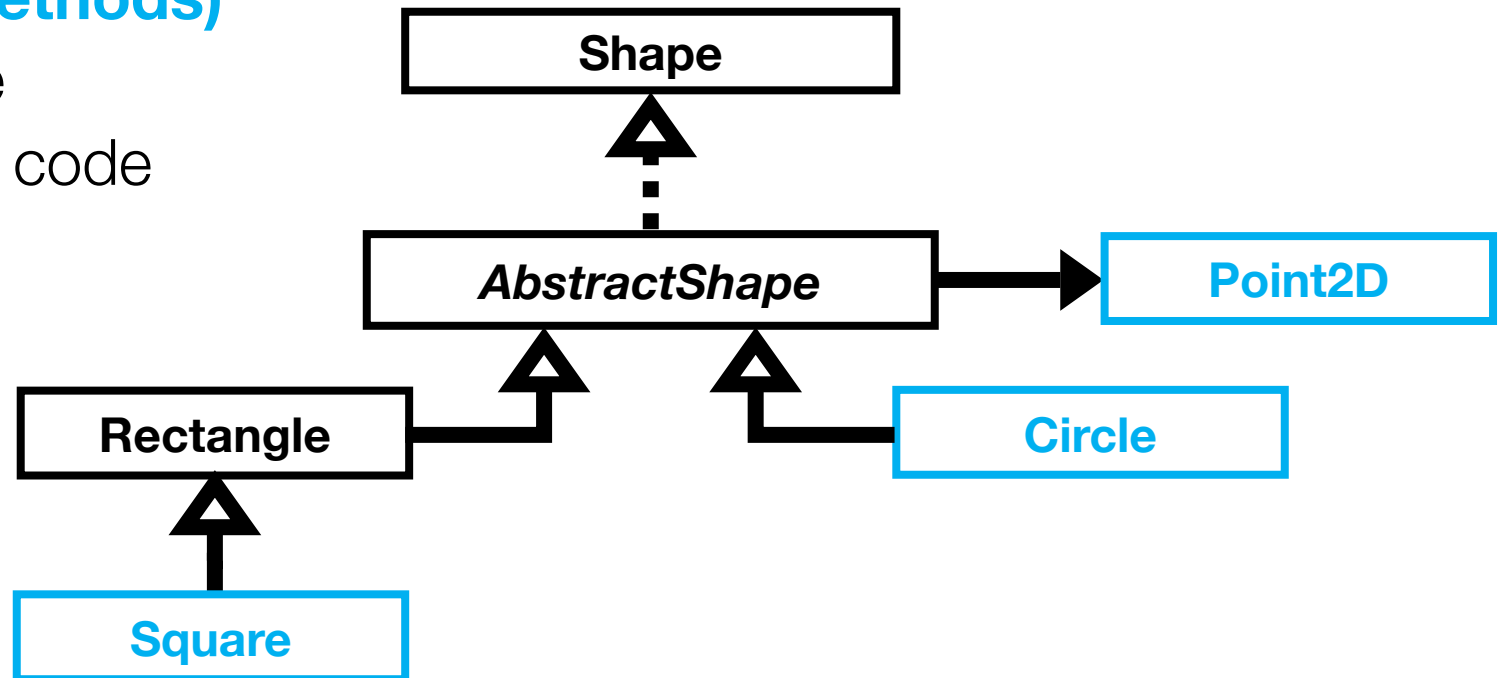 ethods)
e
code
Shape
AbstractShape
Point2D
Rectangle
Circle
Square